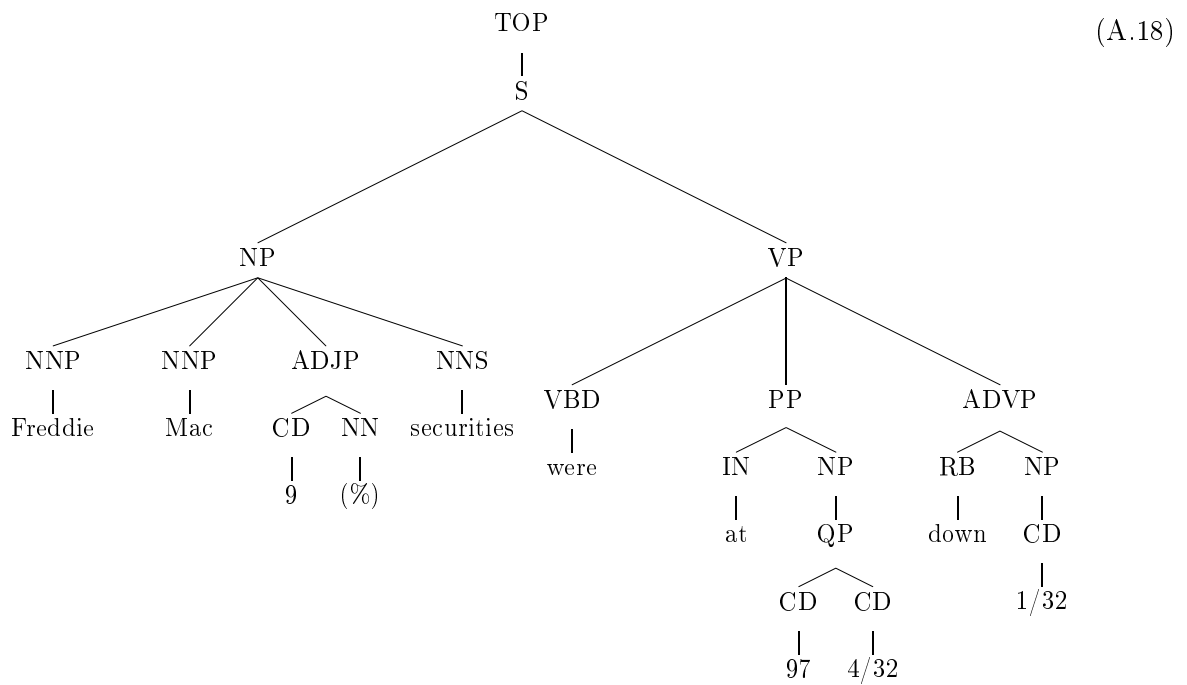 TOP (A.18)
S
NP VP
NNP NNP ADJP NNS
VBD PP ADVP
Freddie Mac CD NN securities
were IN NP RB NP
9 (%)
at QP down CD
CD CD 1/32
97 4/32